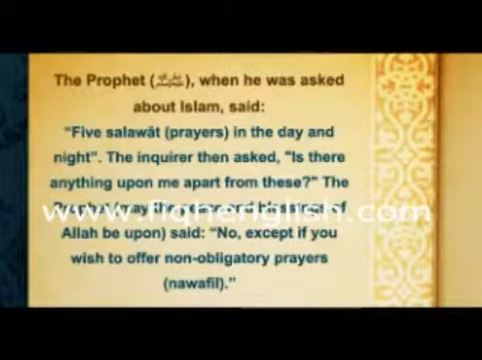 The Prophet (ﷺ), when he was asked
about Islam, said:
“Five salawāt (prayers) in the day and
night”. The inquirer then asked, "Is there
anything upon me apart from these?" The
Prophet (may the peace and blessings of
www.fiqhenglish.com
Allah be upon) said: “No, except if you
wish to offer non-obligatory prayers
(nawafil).”